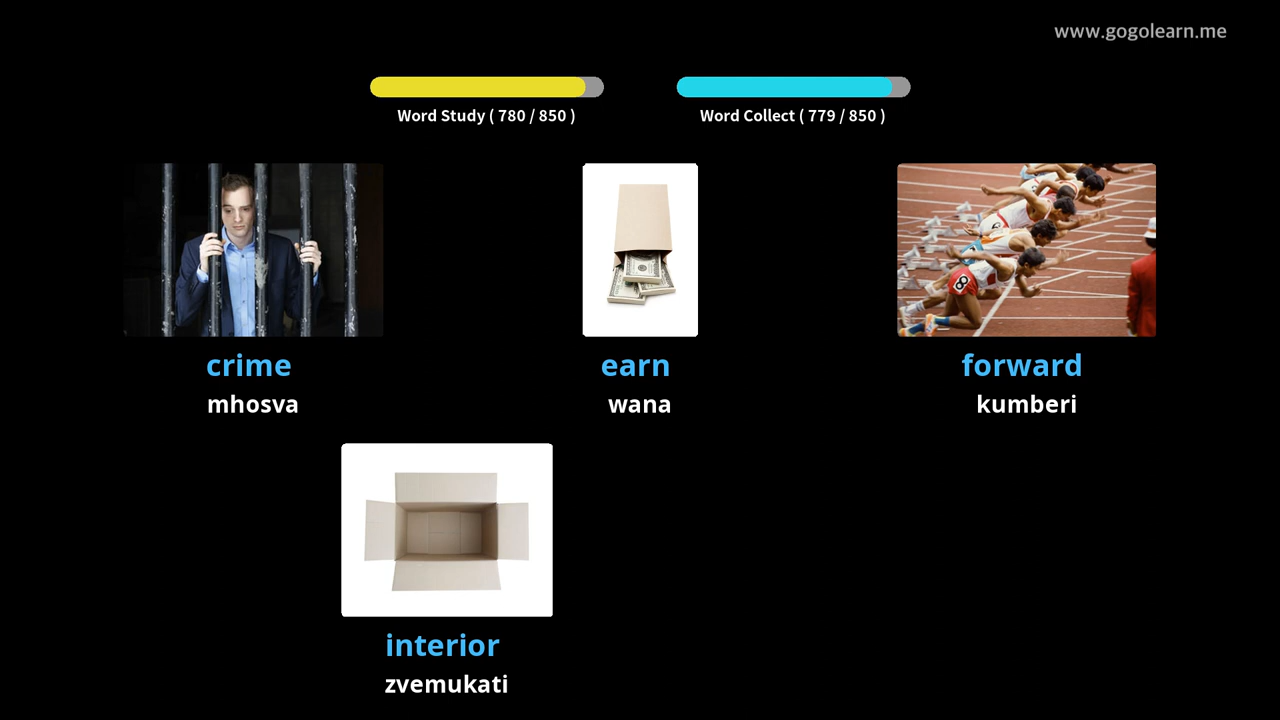 www.gogolearn.me
Word Study ( 780 / 850 )
Word Collect ( 779 / 850 )
crime
mhosva
earn
wana
forward
kumberi
interior
zvemukati